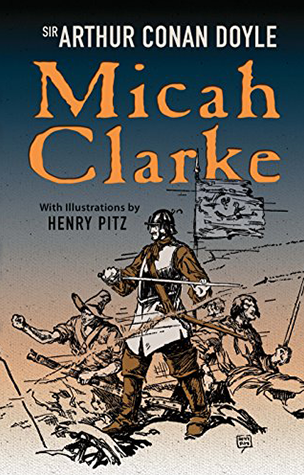 SIR ARTHUR CONAN DOYLE
Micah
Clarke
With Illustrations by
HENRY PITZ